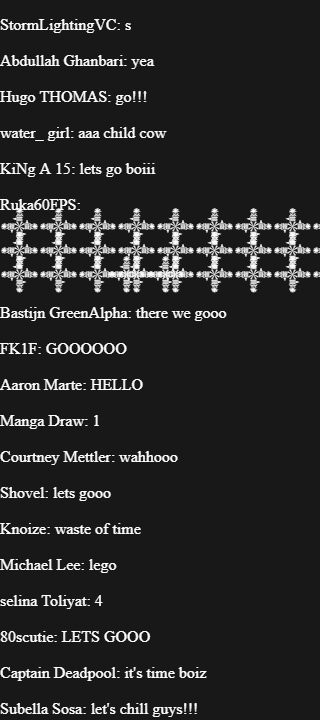 StormLightingVC: s
Abdullah Ghanbari: yea
Hugo THOMAS: go!!!
water_ girl: aaa child cow
KiNg A 15: lets go boiii
Ruka60FPS:
Bastijn GreenAlpha: there we gooo
FK1F: GOOOOOO
Aaron Marte: HELLO
Manga Draw: 1
Courtney Mettler: wahhooo
Shovel: lets gooo
Knoize: waste of time
Michael Lee: lego
selina Toliyat: 4
80scutie: LETS GOOO
Captain Deadpool: it's time boiz
Subella Sosa: let's chill guys!!!